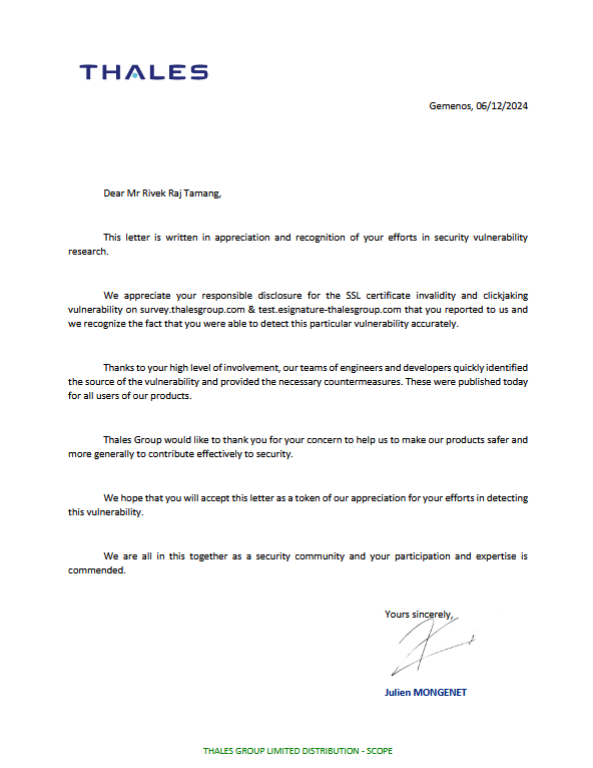 THALES
Gemenos, 06/12/2024
Dear Mr Rivek Raj Tamang,
This letter is written in appreciation and recognition of your efforts in security vulnerability
research.
We appreciate your responsible disclosure for the SSL certificate invalidity and clickjaking
vulnerability on survey.thalesgroup.com & test.esignature-thalesgroup.com that you reported to us and
we recognize the fact that you were able to detect this particular vulnerability accurately.
Thanks to your high level of involvement, our teams of engineers and developers quickly identified
the source of the vulnerability and provided the necessary countermeasures. These were published today
for all users of our products.
Thales Group would like to thank you for your concern to help us to make our products safer and
more generally to contribute effectively to security.
We hope that you will accept this letter as a token of our appreciation for your efforts in detecting
this vulnerability.
We are all in this together as a security community and your participation and expertise is
commended.
Yours sincerely,
Julien MONGENET
THALES GROUP LIMITED DISTRIBUTION - SCOPE